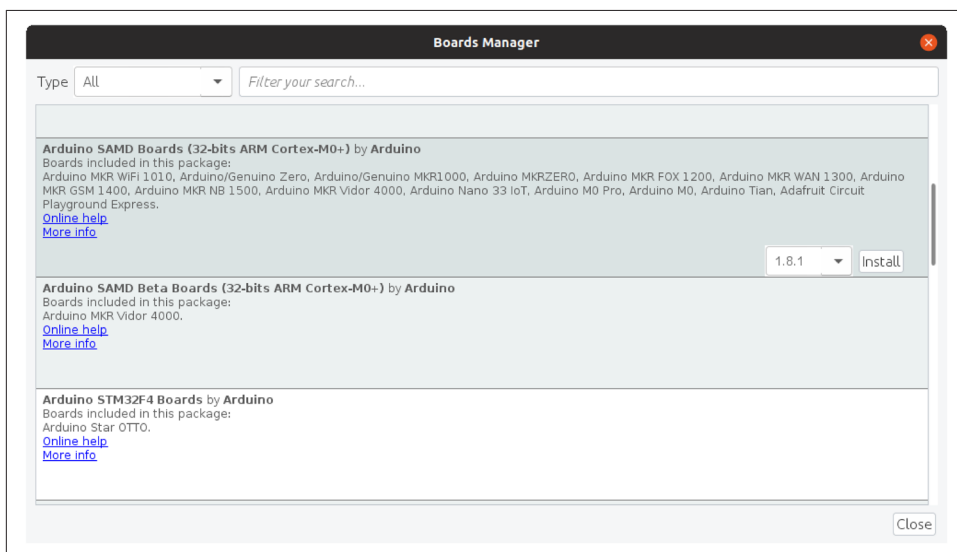 Boards Manager
Type All Filter your search...
Arduino SAMD Boards (32-bits ARM Cortex-M0+) by Arduino
Boards included in this package:
Arduino MKR WiFi 1010, Arduino/Genuino Zero, Arduino/Genuino MKR1000, Arduino MKRZERO, Arduino MKR FOX 1200, Arduino MKR WAN 1300, Arduino
MKR GSM 1400, Arduino MKR NB 1500, Arduino MKR Vidor 4000, Arduino Nano 33 IoT, Arduino M0 Pro, Arduino M0, Arduino Tian, Adafruit Circuit
Playground Express.
Online help
More info
1.8.1 Install
Arduino SAMD Beta Boards (32-bits ARM Cortex-M0+) by Arduino
Boards included in this package:
Arduino MKR Vidor 4000.
Online help
More info
Arduino STM32F4 Boards by Arduino
Boards included in this package:
Arduino Star OTTO.
Online help
More info
Close